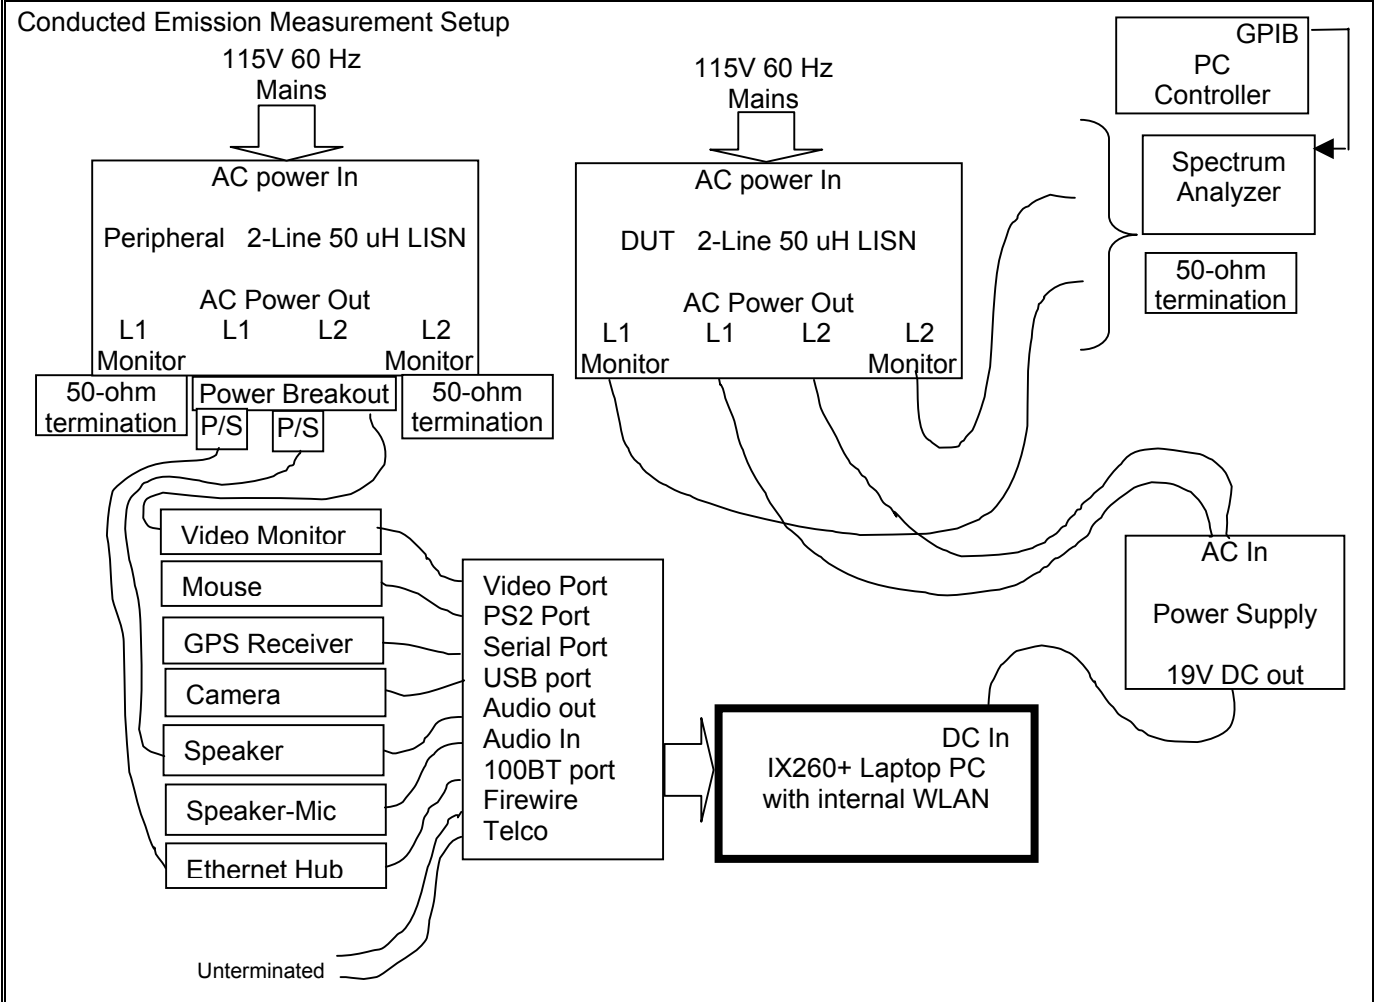 Conducted Emission Measurement Setup
115V 60 Hz
Mains
AC power In
Peripheral 2-Line 50 uH LISN
AC Power Out
L1 L1 L2 L2
Monitor Monitor
50-ohm
termination
Power Breakout
P/S P/S
50-ohm
termination
115V 60 Hz
Mains
AC power In
DUT 2-Line 50 uH LISN
AC Power Out
L1 L1 L2 L2
Monitor Monitor
GPIB
PC
Controller
Spectrum
Analyzer
50-ohm
termination
AC In
Power Supply
19V DC out
Video Monitor
Mouse
GPS Receiver
Camera
Speaker
Speaker-Mic
Ethernet Hub
Unterminated
Video Port
PS2 Port
Serial Port
USB port
Audio out
Audio In
100BT port
Firewire
Telco
DC In
IX260+ Laptop PC
with internal WLAN